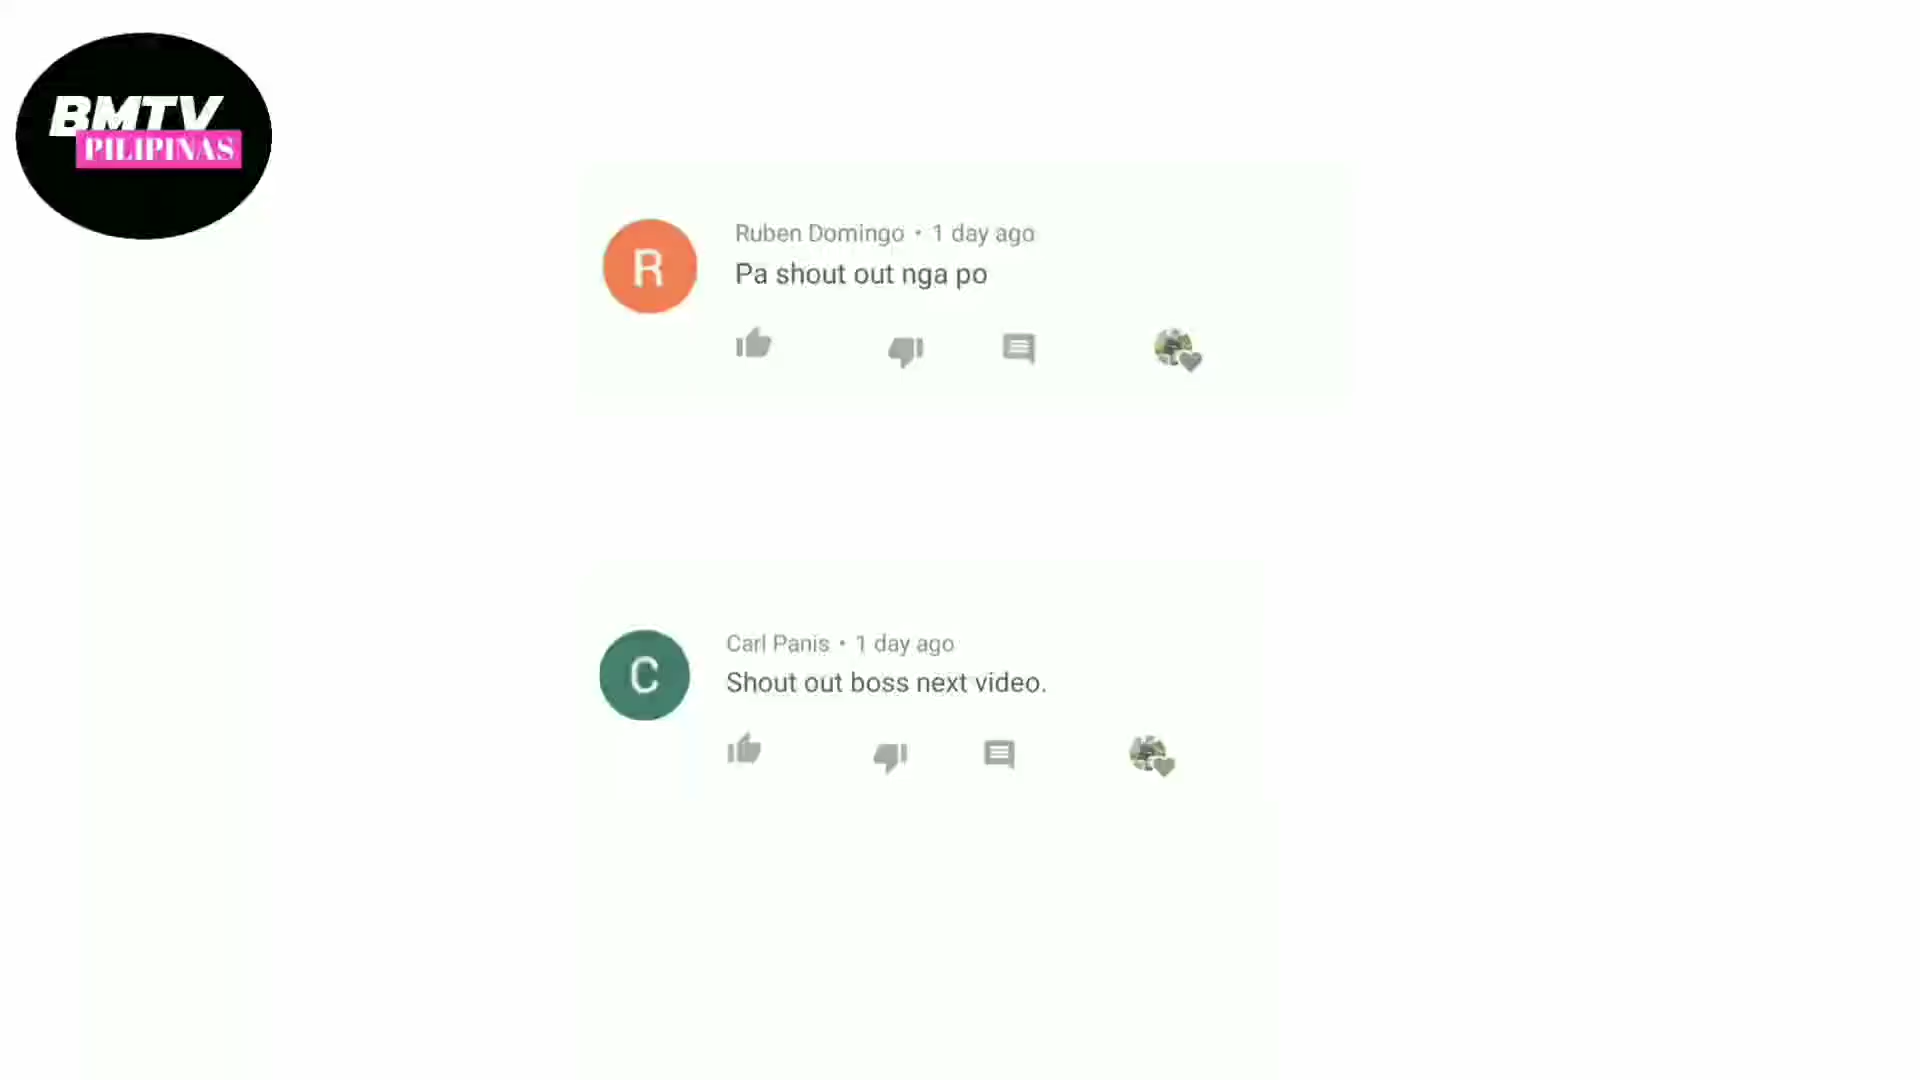 BMTV
PILIPINAS
R
Ruben Domingo • 1 day ago
Pa shout out nga po
C
Carl Panis • 1 day ago
Shout out boss next video.